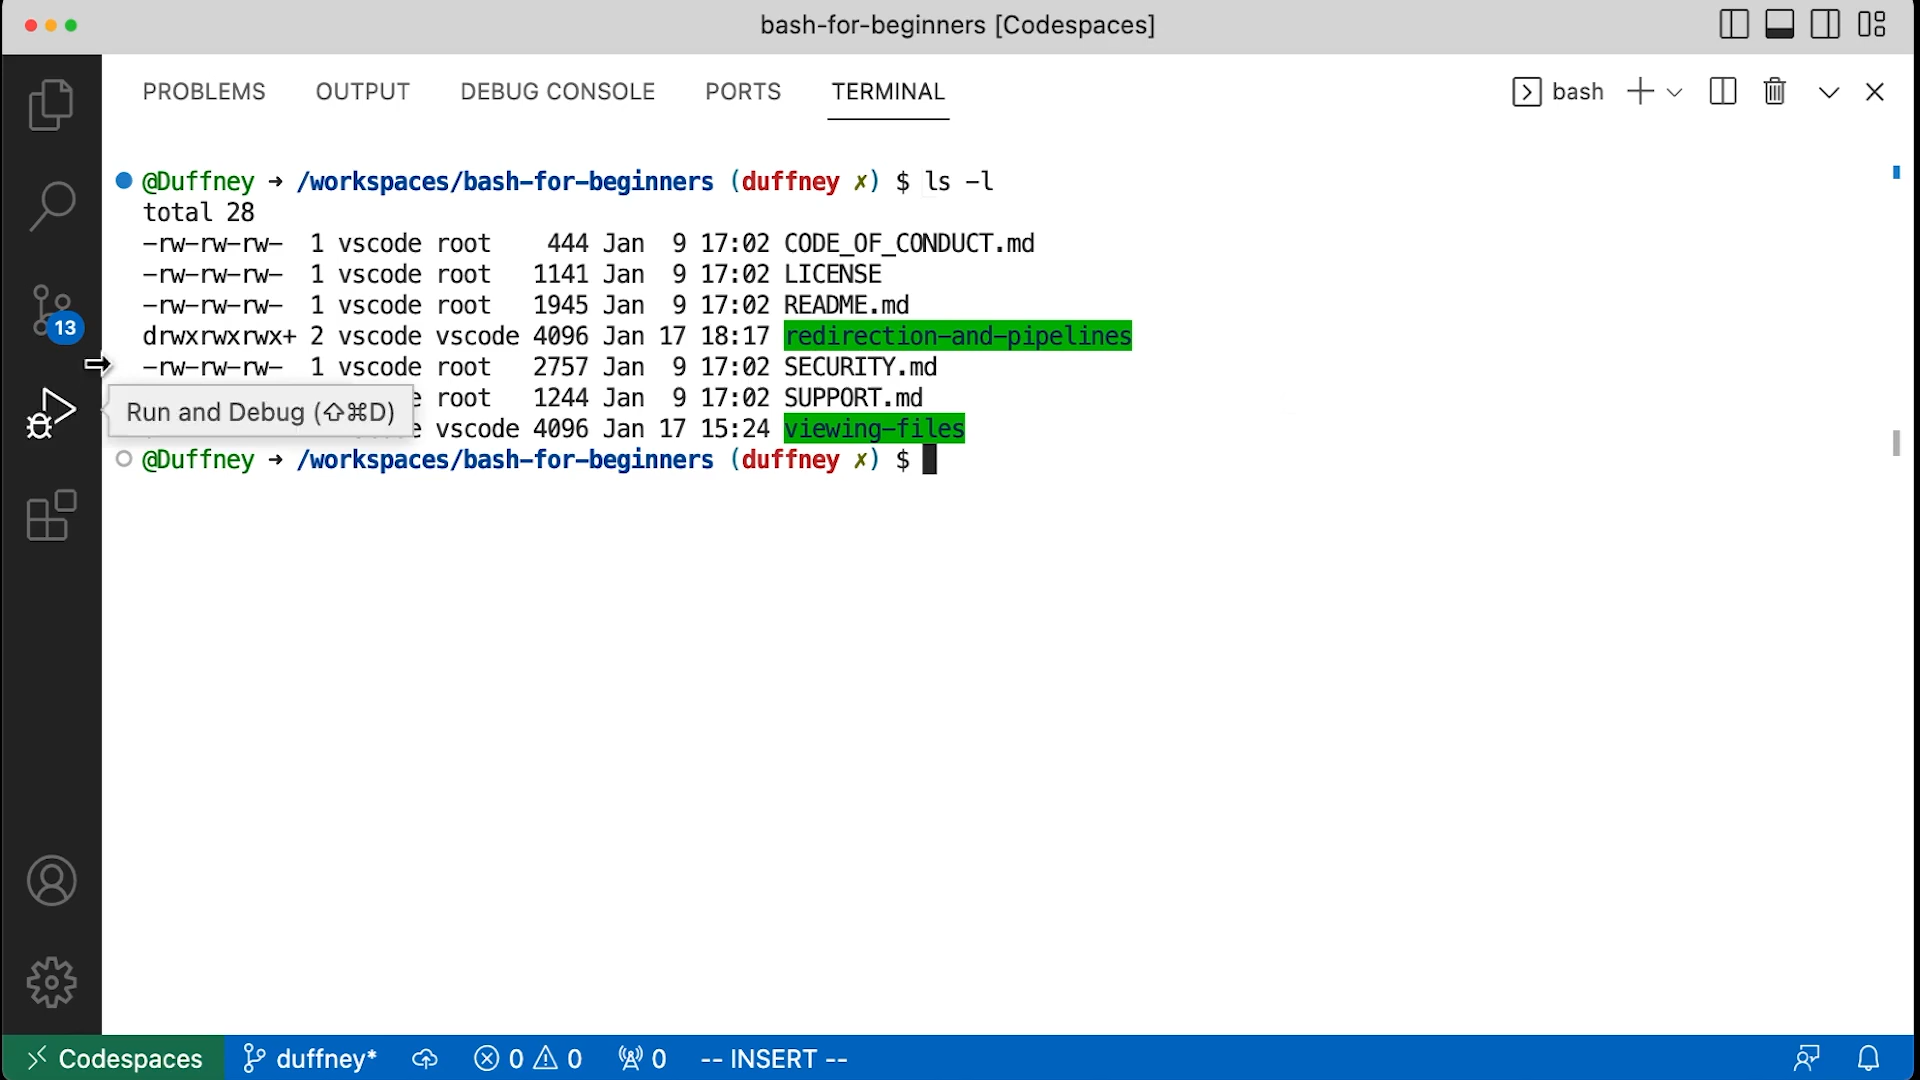 bash-for-beginners [Codespaces]
PROBLEMS OUTPUT DEBUG CONSOLE PORTS TERMINAL bash
@Duffney → /workspaces/bash-for-beginners (duffney ✗) $ ls -l
total 28
-rw-rw-rw- 1 vscode root 444 Jan 9 17:02 CODE_OF_CONDUCT.md
-rw-rw-rw- 1 vscode root 1141 Jan 9 17:02 LICENSE
-rw-rw-rw- 1 vscode root 1945 Jan 9 17:02 README.md
drwxrwxrwx+ 2 vscode vscode 4096 Jan 17 18:17 redirection-and-pipelines
13
-rw-rw-rw- 1 vscode root 2757 Jan 9 17:02 SECURITY.md
e root 1244 Jan 9 17:02 SUPPORT.md
Run and Debug (⇧⌘D)
e vscode 4096 Jan 17 15:24 viewing-files
@Duffney → /workspaces/bash-for-beginners (duffney ✗) $
Codespaces duffney* 0 0 0 -- INSERT --